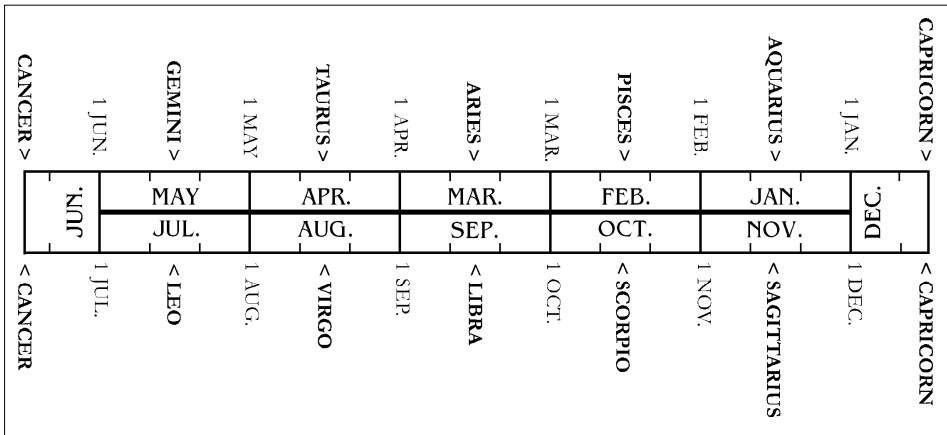 CANCER >
1 JUN.
GEMINI >
1 MAY
TAURUS >
1 APR.
ARIES >
1 MAR.
PISCES >
1 FEB.
AQUARIUS >
1 JAN.
CAPRICORN >
JUN.
MAY
APR.
MAR.
FEB.
JAN.
DEC.
JUL.
AUG.
SEP.
OCT.
NOV.
< CANCER
1 JUL.
< LEO
1 AUG.
< VIRGO
1 SEP.
< LIBRA
1 OCT.
< SCORPIO
1 NOV.
< SAGITTARIUS
1 DEC.
< CAPRICORN